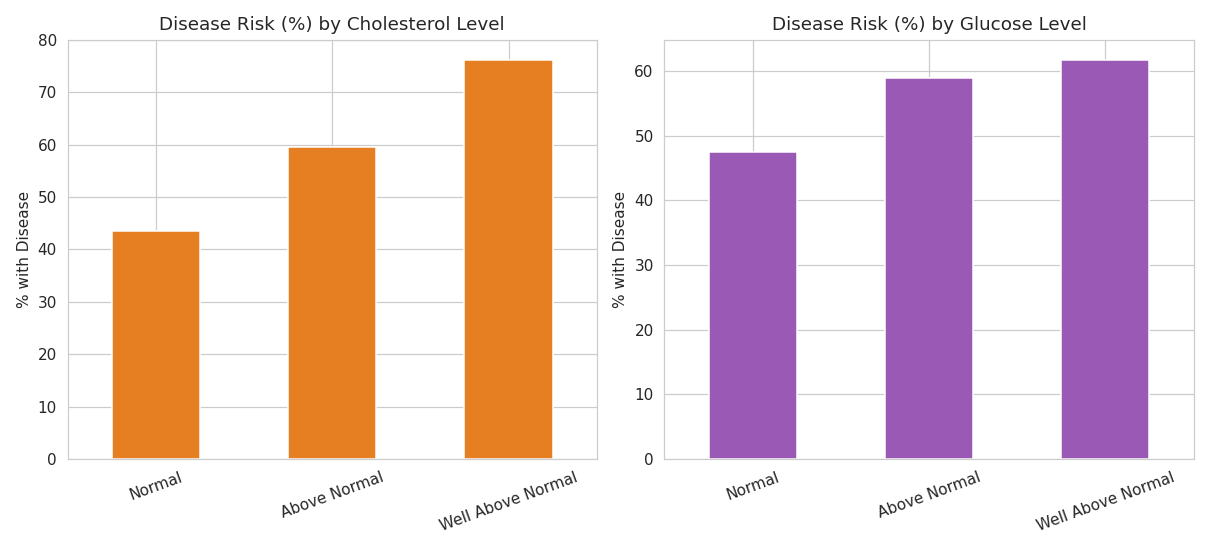 Disease Risk (%) by Cholesterol Level
% with Disease
80
70
60
50
40
30
20
10
0
Normal
Above Normal
Well Above Normal
Disease Risk (%) by Glucose Level
% with Disease
60
50
40
30
20
10
0
Normal
Above Normal
Well Above Normal